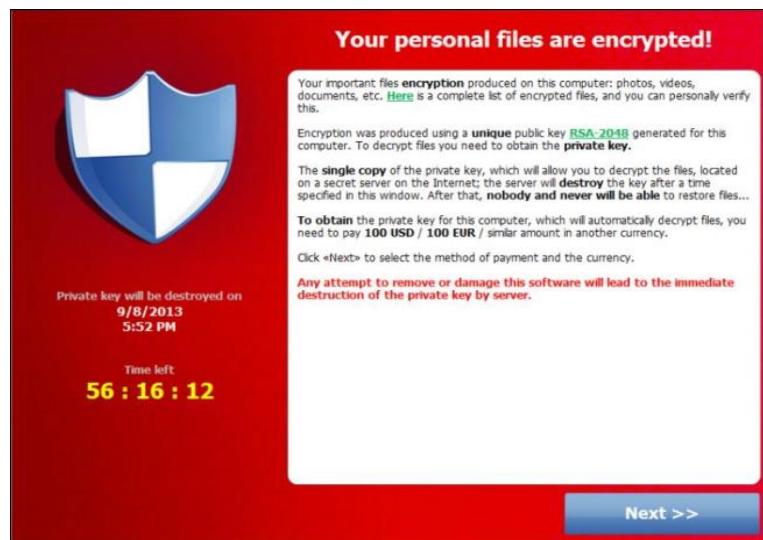 Your personal files are encrypted!
Your important files encryption produced on this computer: photos, videos,
documents, etc. Here is a complete list of encrypted files, and you can personally verify
this.
Encryption was produced using a unique public key RSA-2048 generated for this
computer. To decrypt files you need to obtain the private key.
The single copy of the private key, which will allow you to decrypt the files, located
on a secret server on the Internet; the server will destroy the key after a time
specified in this window. After that, nobody and never will be able to restore files...
To obtain the private key for this computer, which will automatically decrypt files, you
need to pay 100 USD / 100 EUR / similar amount in another currency.
Click «Next» to select the method of payment and the currency.
Any attempt to remove or damage this software will lead to the immediate
destruction of the private key by server.
Private key will be destroyed on
9/8/2013
5:52 PM
Time left
56 : 16 : 12
Next >>